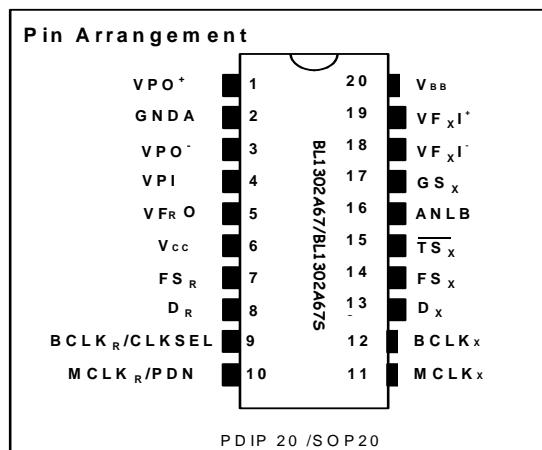 Pin Arrangement
VPO+ 1 20 VBB
GNDA 2 19 VFXI+
VPO- 3 18 VFXI-
VPI 4 17 GSX
VFRO 5 16 ANLB
VCC 6 15 TSX
FSR 7 14 FSX
DR 8 13 DX
BCLKR/CLKSEL 9 12 BCLKX
MCLKR/PDN 10 11 MCLKX
BL1302A67/BL1302A67S
PDIP 20 /SOP20